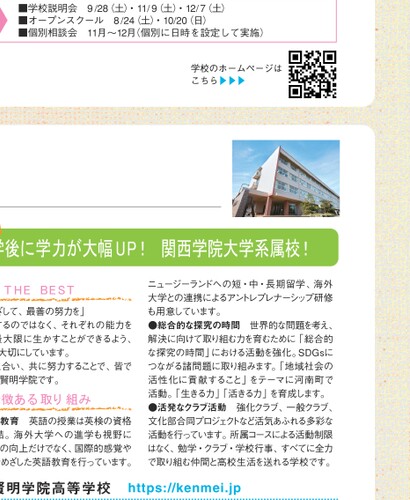 ■学校説明会 9/28（土）・11/9（土）・12/7（土）
■オープンスクール 8/24（土）・10/20（日）
■個別相談会 11月〜12月（個別に日時を設定して実施）
学校のホームページは
こちら▶▶▶
学後に学力が大幅UP！ 関西学院大学系属校！
THE BEST
ざして、最善の努力を」
するのではなく、それぞれの能力を
最大限に生かすことができるよう、
大切にしています。
合い、共に努力することで、皆で
賢明学院です。
徴ある取り組み
教育 英語の授業は英検の資格
結。海外大学への進学も視野に
の向上だけでなく、国際的感覚や
めざした英語教育を行っています。
ニュージーランドへの短・中・長期留学、海外
大学との連携によるアントレプレナーシップ研修
も用意しています。
●総合的な探究の時間 世界的な問題を考え、
解決に向けて取り組む力を育むために「総合的
な探究の時間」における活動を強化。SDGsに
つながる諸問題に取り組みます。「地域社会の
活性化に貢献すること」をテーマに河南町で
活動。「生きる力」「活きる力」を育成します。
●活発なクラブ活動 強化クラブ、一般クラブ、
文化部合同プロジェクトなど活気あふれる多彩な
活動を行っています。所属コースによる活動制限
はなく、勉学・クラブ・学校行事、すべてに全力
で取り組む仲間と高校生活を送れる学校です。
賢明学院高等学校 https://kenmei.jp